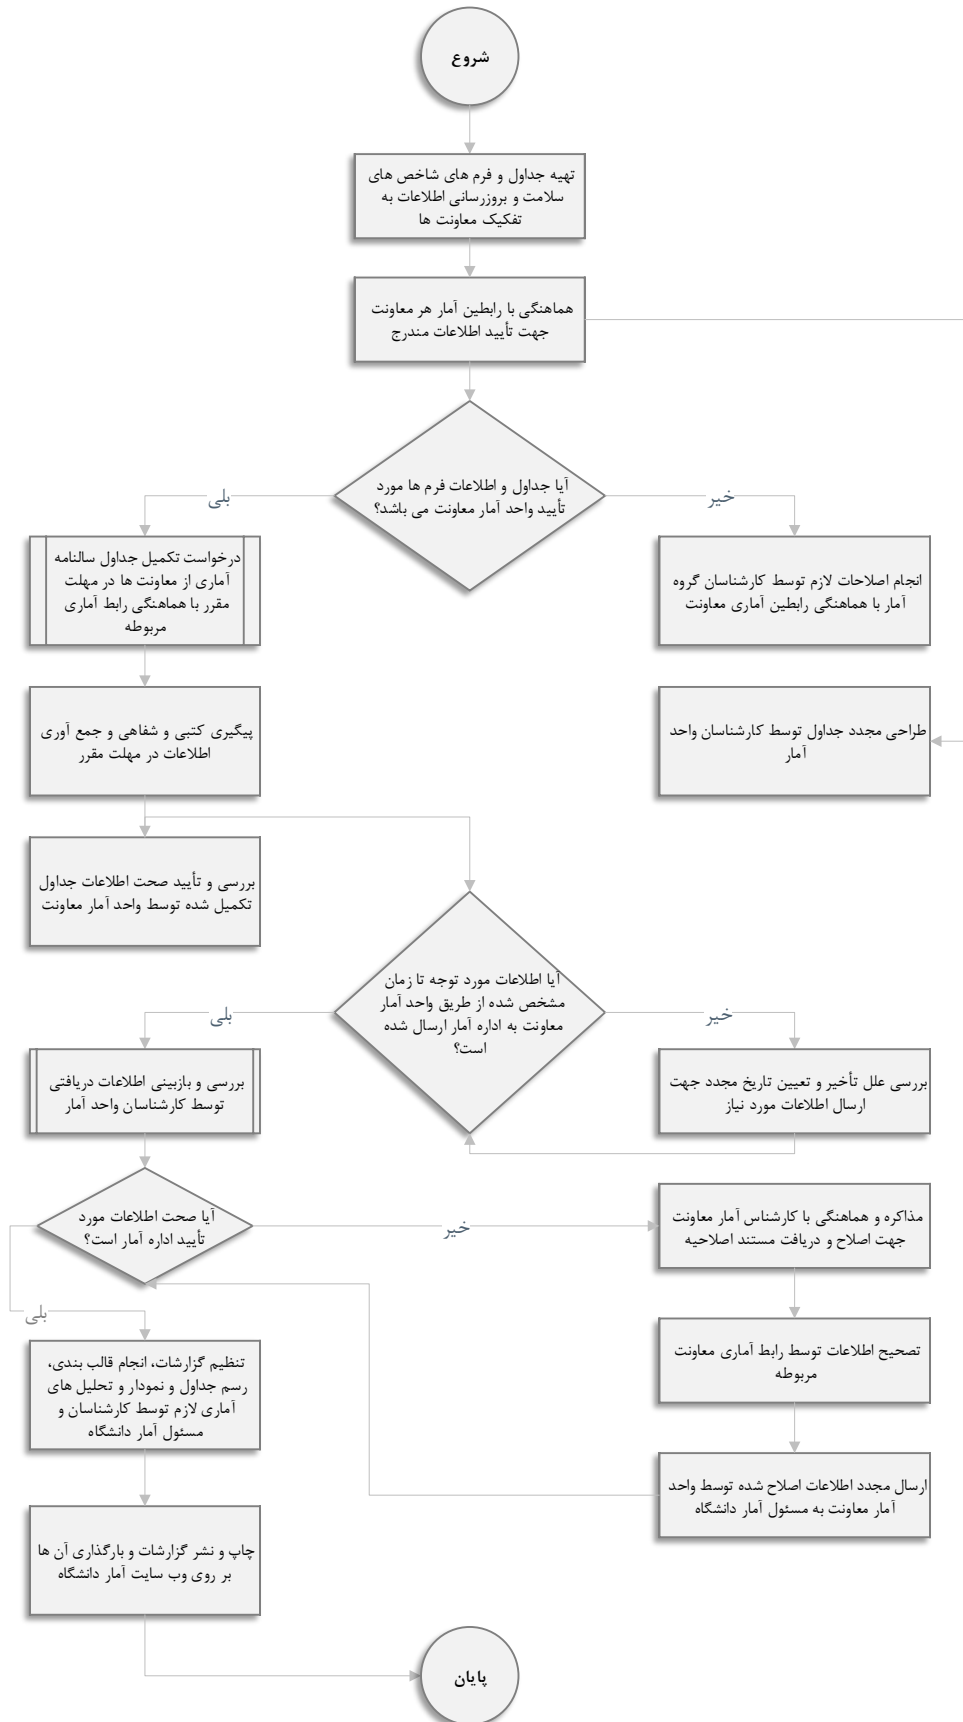 شروع
تهیه جداول و فرم های شاخص های
سلامت و بروزرسانی اطلاعات به
تفکیک معاونت ها
هماهنگی با رابطین آمار هر معاونت
جهت تأیید اطلاعات مندرج
آیا جداول و اطلاعات فرم ها مورد
تأیید واحد آمار معاونت می باشد؟
خیر
بلی
انجام اصلاحات لازم توسط کارشناسان گروه
آمار با هماهنگی رابطین آماری معاونت
درخواست تکمیل جداول سالنامه
آماری از معاونت ها در مهلت
مقرر با هماهنگی رابط آماری
مربوطه
طراحی مجدد جداول توسط کارشناسان واحد
آمار
پیگیری کتبی و شفاهی و جمع آوری
اطلاعات در مهلت مقرر
بررسی و تأیید صحت اطلاعات جداول
تکمیل شده توسط واحد آمار معاونت
آیا اطلاعات مورد توجه تا زمان
مشخص شده از طریق واحد آمار
معاونت به اداره آمار ارسال شده
است؟
خیر
بلی
بررسی علل تأخیر و تعیین تاریخ مجدد جهت
ارسال اطلاعات مورد نیاز
بررسی و بازبینی اطلاعات دریافتی
توسط کارشناسان واحد آمار
آیا صحت اطلاعات مورد
تأیید اداره آمار است؟
خیر
بلی
مذاکره و هماهنگی با کارشناس آمار معاونت
جهت اصلاح و دریافت مستند اصلاحیه
تصحیح اطلاعات توسط رابط آماری معاونت
مربوطه
تنظیم گزارشات، انجام قالب بندی،
رسم جداول و نمودار و تحلیل های
آماری لازم توسط کارشناسان و
مسئول آمار دانشگاه
ارسال مجدد اطلاعات اصلاح شده توسط واحد
آمار معاونت به مسئول آمار دانشگاه
چاپ و نشر گزارشات و بارگذاری آن ها
بر روی وب سایت آمار دانشگاه
پایان